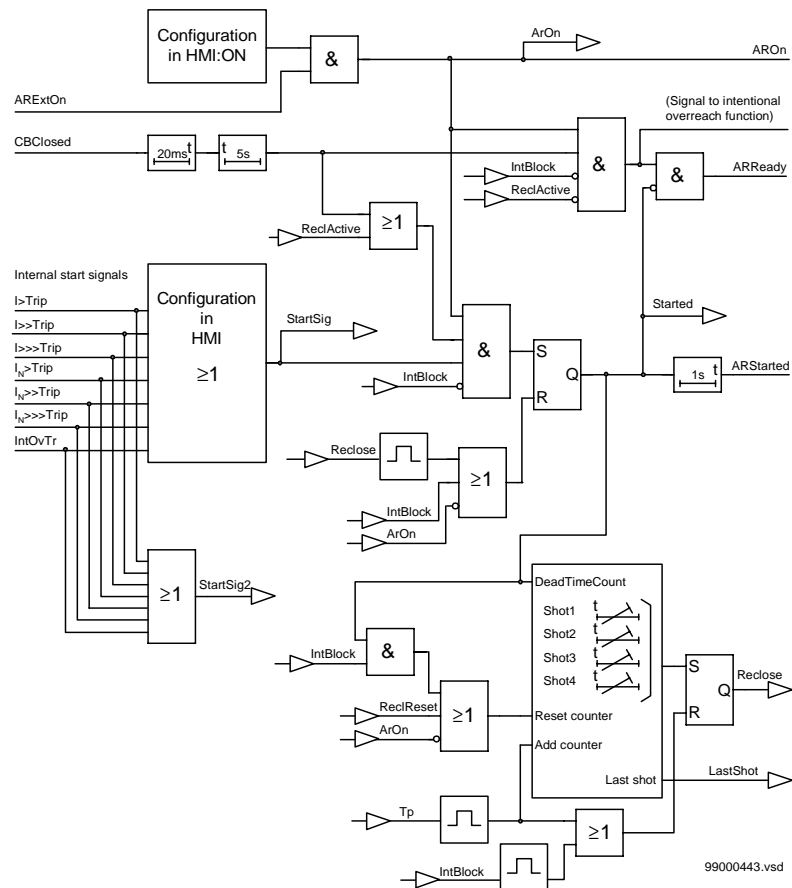 Configuration
in HMI:ON
&
ArOn
AROn
ARExtOn
(Signal to intentional
overreach function)
CBClosed
20ms
t
t
5s
IntBlock
ReclActive
&
&
ARReady
ReclActive
≥1
Internal start signals
I>Trip
I>>Trip
I>>>Trip
IN>Trip
IN>>Trip
IN>>>Trip
IntOvTr
Configuration
in
HMI
≥1
StartSig
Started
&
IntBlock
S
Q
R
1s
t
ARStarted
Reclose
≥1
IntBlock
ArOn
≥1
StartSig2
DeadTimeCount
Shot1
t
Shot2
t
Shot3
t
Shot4
t
IntBlock
&
S
Q
R
Reclose
ReclReset
≥1
Reset counter
ArOn
Add counter
Last shot
LastShot
Tp
≥1
IntBlock
99000443.vsd